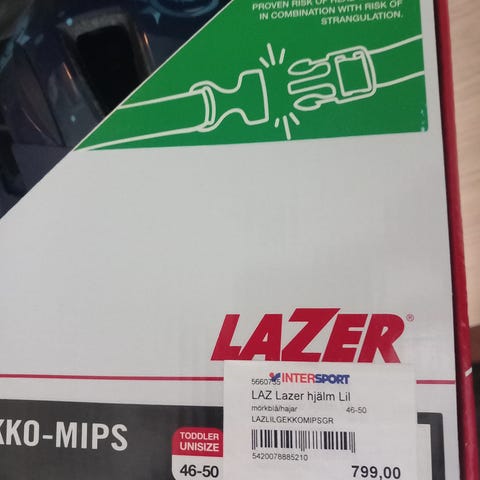 PROVEN RISK OF
IN COMBINATION WITH RISK OF
STRANGULATION.
LAZER®
KKO-MIPS
TODDLER
UNISIZE
46-50
INTERSPORT
LAZ Lazer hjälm Lil
mörkblå/hajar 46-50
LAZLILGEKKOMIPSGR
5420078885210
799,00